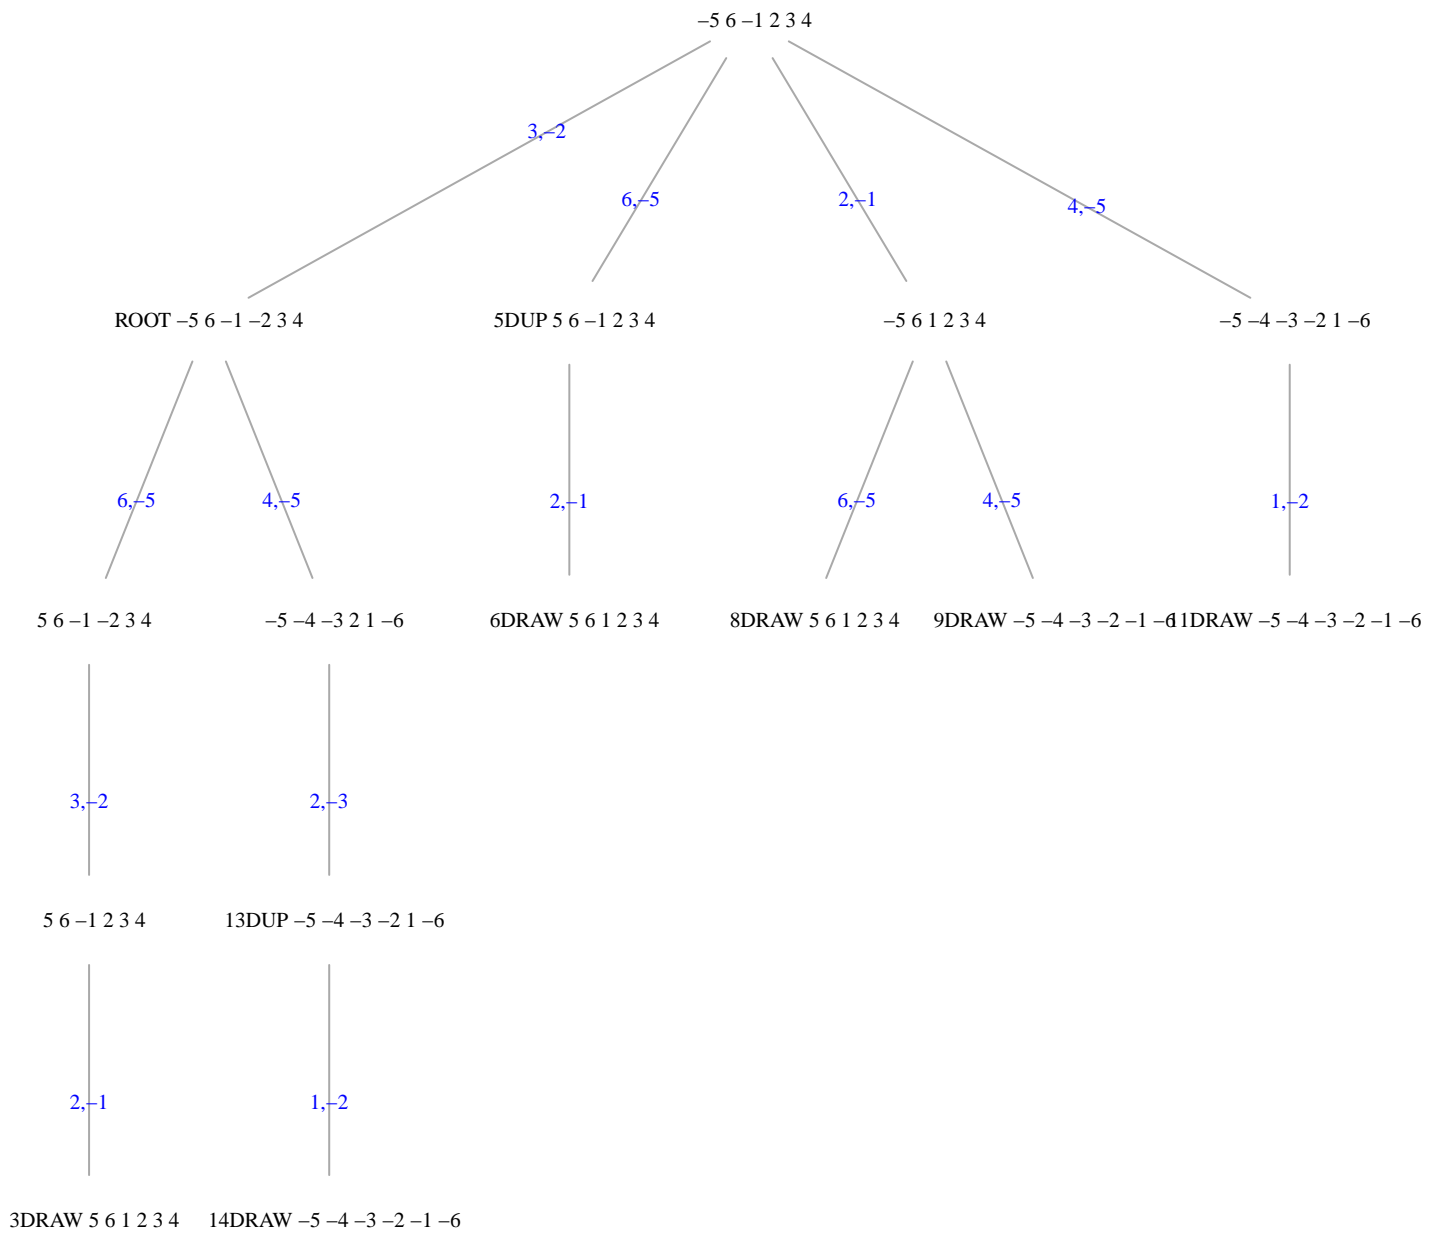 –5 6 –1 2 3 4
3,–2
6,–5
2,–1
4,–5
ROOT –5 6 –1 –2 3 4
5DUP 5 6 –1 2 3 4
–5 6 1 2 3 4
–5 –4 –3 –2 1 –6
6,–5
4,–5
2,–1
6,–5
4,–5
1,–2
5 6 –1 –2 3 4
–5 –4 –3 2 1 –6
6DRAW 5 6 1 2 3 4
8DRAW 5 6 1 2 3 4
9DRAW –5 –4 –3 –2 –1 –6
11DRAW –5 –4 –3 –2 –1 –6
3,–2
2,–3
5 6 –1 2 3 4
13DUP –5 –4 –3 –2 1 –6
2,–1
1,–2
3DRAW 5 6 1 2 3 4
14DRAW –5 –4 –3 –2 –1 –6